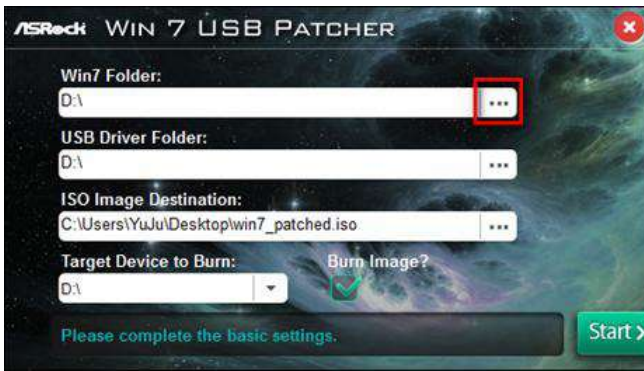 ASRock WIN 7 USB PATCHER
Win7 Folder:
D:\
...
USB Driver Folder:
D:\
...
ISO Image Destination:
C:\Users\YuJu\Desktop\win7_patched.iso
...
Target Device to Burn: Burn Image?
D:\
Please complete the basic settings.
Start